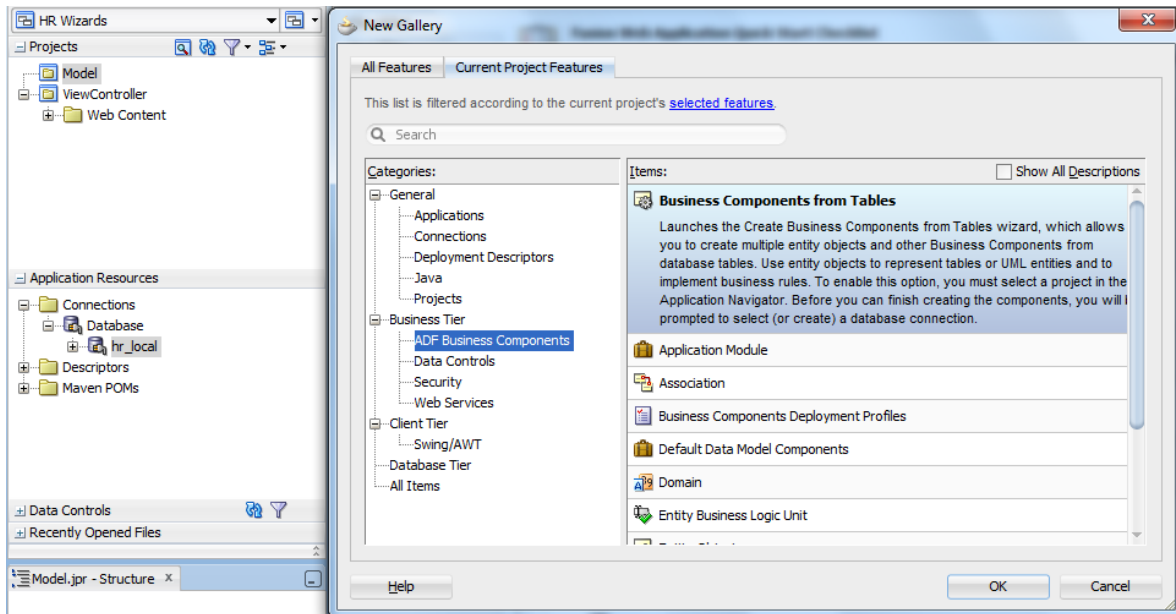 HR Wizards
Projects
Model
ViewController
Web Content
Application Resources
Connections
Database
hr_local
Descriptors
Maven POMs
Data Controls
Recently Opened Files
Model.jpr - Structure x
New Gallery
All Features
Current Project Features
This list is filtered according to the current project's selected features.
Search
Categories:
General
Applications
Connections
Deployment Descriptors
Java
Projects
Business Tier
ADF Business Components
Data Controls
Security
Web Services
Client Tier
Swing/AWT
Database Tier
All Items
Items:
Show All Descriptions
Business Components from Tables
Launches the Create Business Components from Tables wizard, which allows
you to create multiple entity objects and other Business Components from
database tables. Use entity objects to represent tables or UML entities and to
implement business rules. To enable this option, you must select a project in the
Application Navigator. Before you can finish creating the components, you will
prompted to select (or create) a database connection.
Application Module
Association
Business Components Deployment Profiles
Default Data Model Components
Domain
Entity Business Logic Unit
Help
OK
Cancel